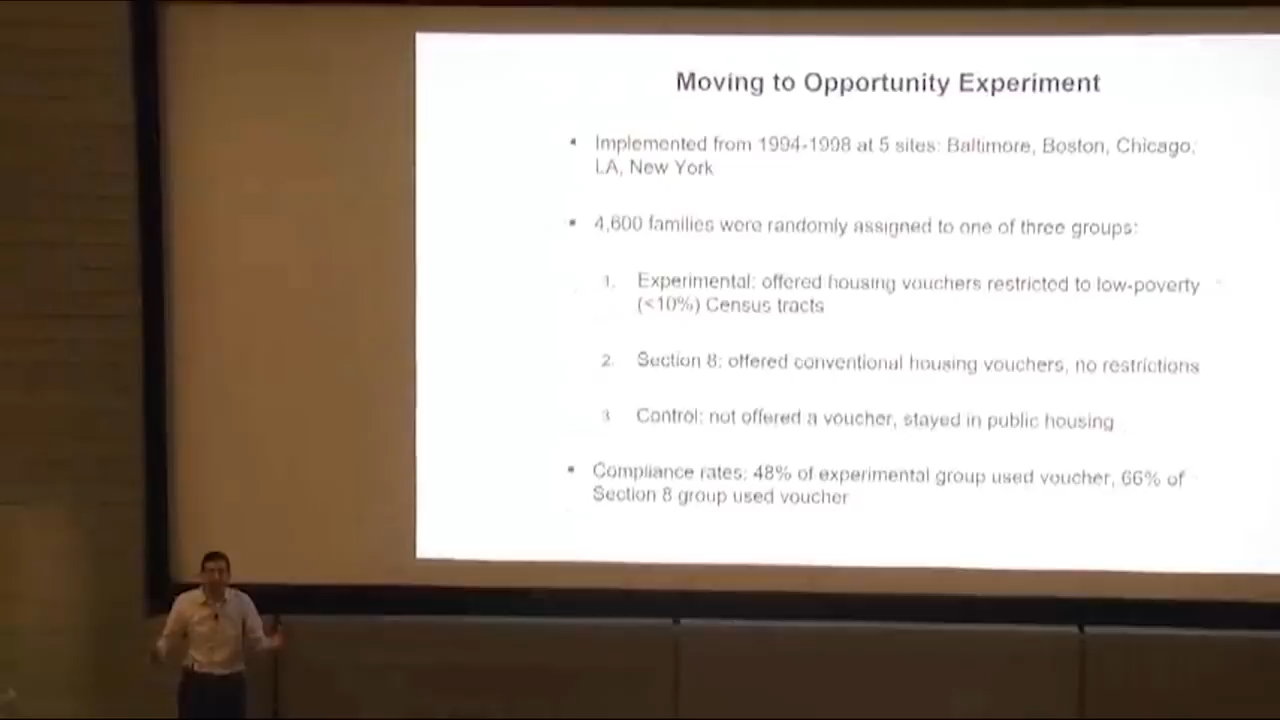 Moving to Opportunity Experiment
▪ Implemented from 1994-1998 at 5 sites: Baltimore, Boston, Chicago,
LA, New York
▪ 4,600 families were randomly assigned to one of three groups:
1. Experimental: offered housing vouchers restricted to low-poverty
(<10%) Census tracts
2. Section 8: offered conventional housing vouchers, no restrictions
3 Control: not offered a voucher, stayed in public housing
▪ Compliance rates: 48% of experimental group used voucher, 66% of
Section 8 group used voucher